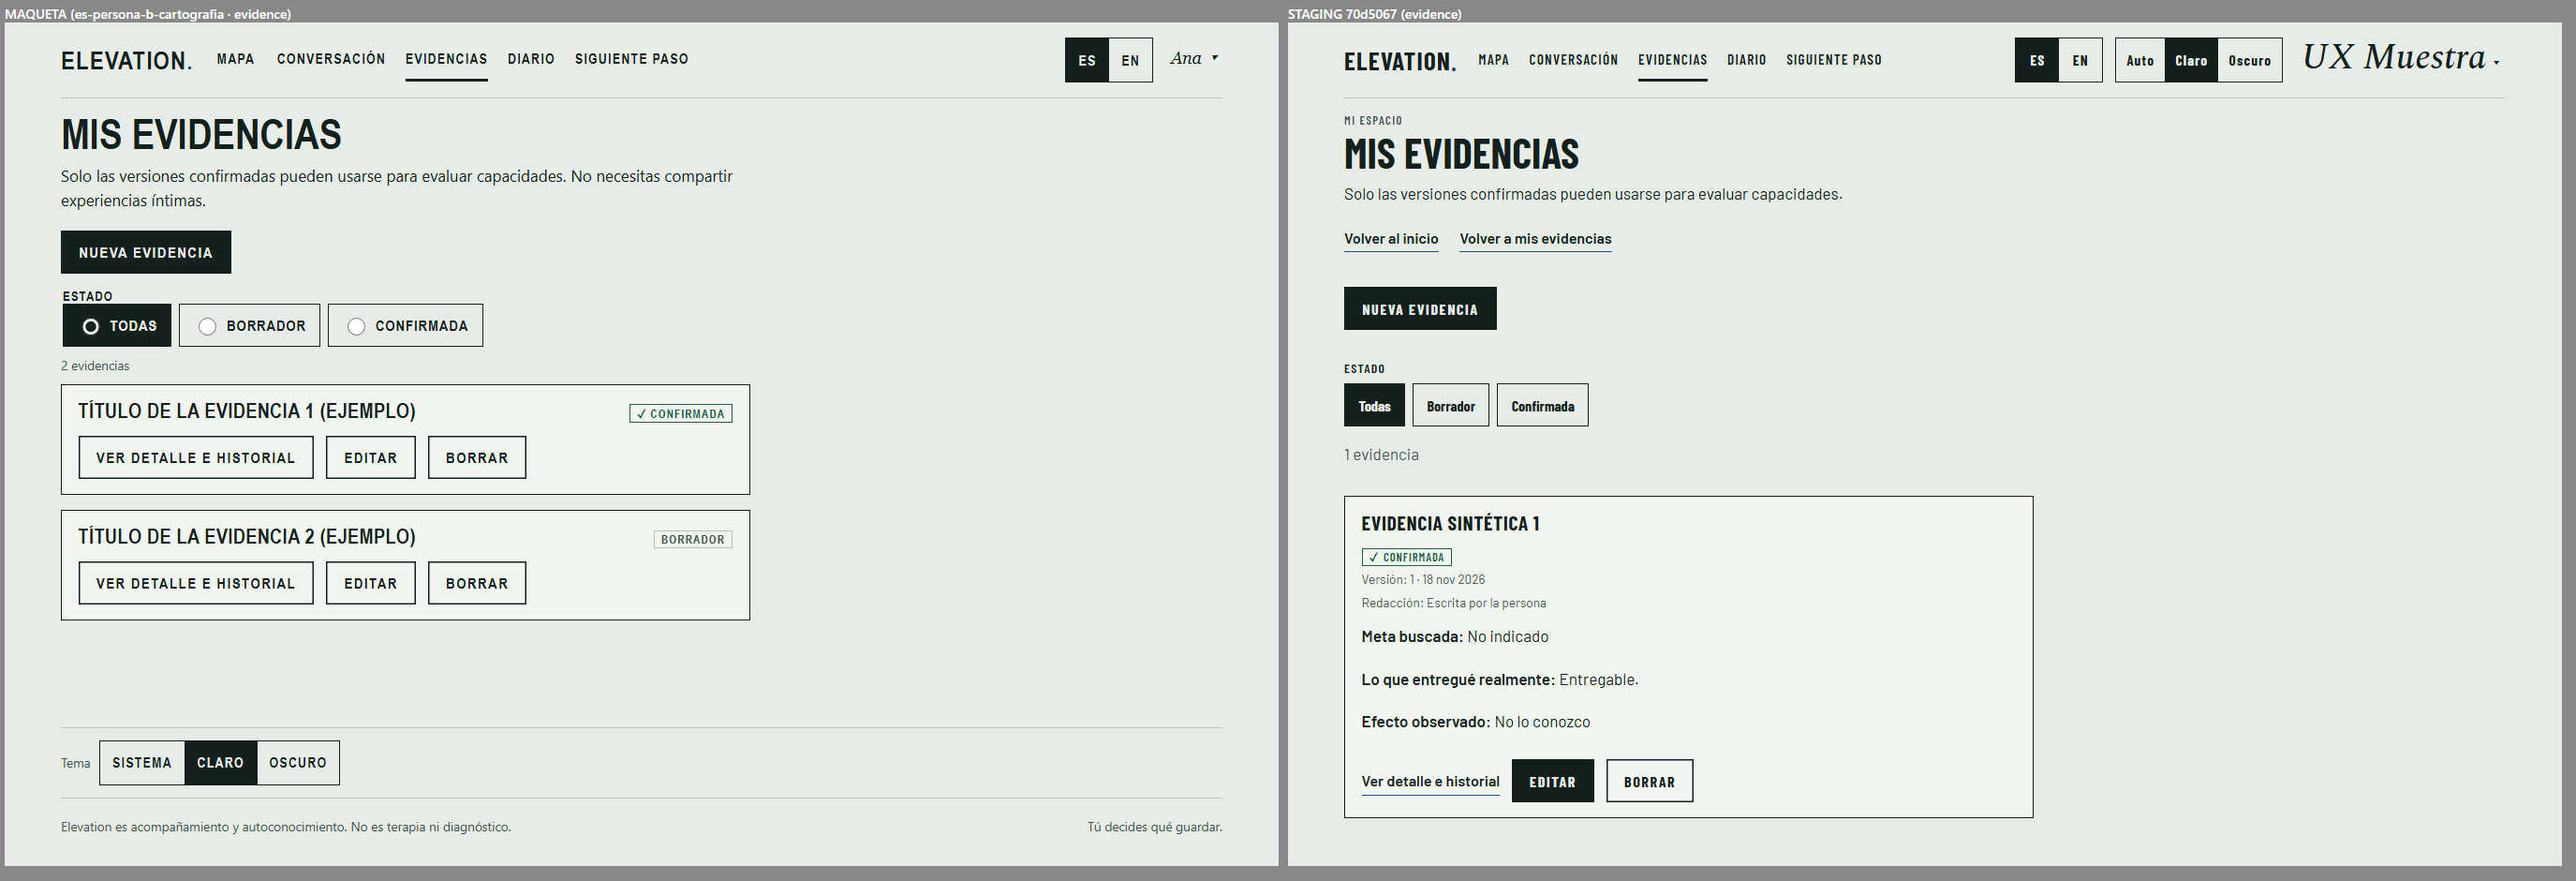 MAQUETA (es-persona-b-cartografia · evidence)
ELEVATION. MAPA CONVERSACIÓN EVIDENCIAS DIARIO SIGUIENTE PASO ES EN Ana
MIS EVIDENCIAS
Solo las versiones confirmadas pueden usarse para evaluar capacidades. No necesitas compartir
experiencias íntimas.
NUEVA EVIDENCIA
ESTADO
TODAS BORRADOR CONFIRMADA
2 evidencias
TÍTULO DE LA EVIDENCIA 1 (EJEMPLO) ✓ CONFIRMADA
VER DETALLE E HISTORIAL EDITAR BORRAR
TÍTULO DE LA EVIDENCIA 2 (EJEMPLO) BORRADOR
VER DETALLE E HISTORIAL EDITAR BORRAR
Tema SISTEMA CLARO OSCURO
Elevation es acompañamiento y autoconocimiento. No es terapia ni diagnóstico. Tú decides qué guardar.
STAGING 70d5067 (evidence)
ELEVATION. MAPA CONVERSACIÓN EVIDENCIAS DIARIO SIGUIENTE PASO ES EN Auto Claro Oscuro UX Muestra
MI ESPACIO
MIS EVIDENCIAS
Solo las versiones confirmadas pueden usarse para evaluar capacidades.
Volver al inicio Volver a mis evidencias
NUEVA EVIDENCIA
ESTADO
Todas Borrador Confirmada
1 evidencia
EVIDENCIA SINTÉTICA 1
✓ CONFIRMADA
Versión: 1 · 18 nov 2026
Redacción: Escrita por la persona
Meta buscada: No indicado
Lo que entregué realmente: Entregable.
Efecto observado: No lo conozco
Ver detalle e historial EDITAR BORRAR